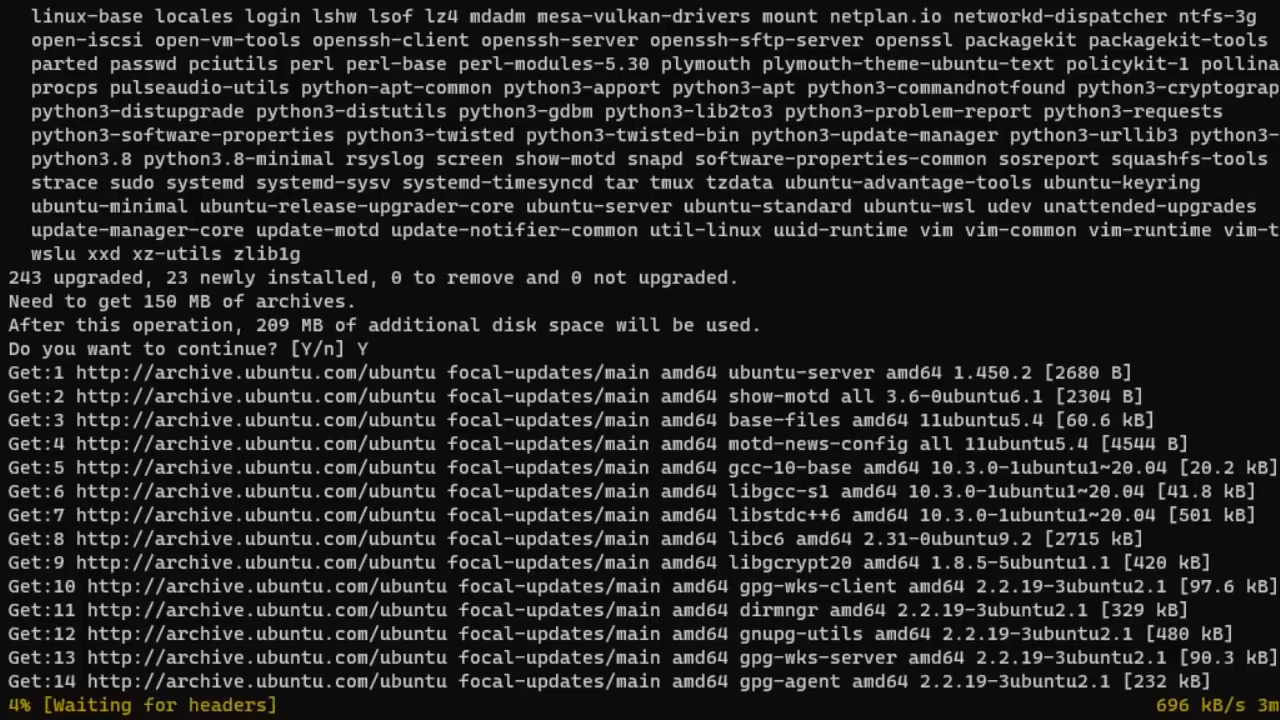 linux-base locales login lshw lsof lz4 mdadm mesa-vulkan-drivers mount netplan.io networkd-dispatcher ntfs-3g
open-iscsi open-vm-tools openssh-client openssh-server openssh-sftp-server openssl packagekit packagekit-tools
parted passwd pciutils perl perl-base perl-modules-5.30 plymouth plymouth-theme-ubuntu-text policykit-1 pollina
procps pulseaudio-utils python-apt-common python3-apport python3-apt python3-commandnotfound python3-cryptograp
python3-distupgrade python3-distutils python3-gdbm python3-lib2to3 python3-problem-report python3-requests
python3-software-properties python3-twisted python3-twisted-bin python3-update-manager python3-urllib3 python3-
python3.8 python3.8-minimal rsyslog screen show-motd snapd software-properties-common sosreport squashfs-tools
strace sudo systemd systemd-sysv systemd-timesyncd tar tmux tzdata ubuntu-advantage-tools ubuntu-keyring
ubuntu-minimal ubuntu-release-upgrader-core ubuntu-server ubuntu-standard ubuntu-wsl udev unattended-upgrades
update-manager-core update-motd update-notifier-common util-linux uuid-runtime vim vim-common vim-runtime vim-t
wslu xxd xz-utils zlib1g
243 upgraded, 23 newly installed, 0 to remove and 0 not upgraded.
Need to get 150 MB of archives.
After this operation, 209 MB of additional disk space will be used.
Do you want to continue? [Y/n] Y
Get:1 http://archive.ubuntu.com/ubuntu focal-updates/main amd64 ubuntu-server amd64 1.450.2 [2680 B]
Get:2 http://archive.ubuntu.com/ubuntu focal-updates/main amd64 show-motd all 3.6-0ubuntu6.1 [2304 B]
Get:3 http://archive.ubuntu.com/ubuntu focal-updates/main amd64 base-files amd64 11ubuntu5.4 [60.6 kB]
Get:4 http://archive.ubuntu.com/ubuntu focal-updates/main amd64 motd-news-config all 11ubuntu5.4 [4544 B]
Get:5 http://archive.ubuntu.com/ubuntu focal-updates/main amd64 gcc-10-base amd64 10.3.0-1ubuntu1~20.04 [20.2 kB]
Get:6 http://archive.ubuntu.com/ubuntu focal-updates/main amd64 libgcc-s1 amd64 10.3.0-1ubuntu1~20.04 [41.8 kB]
Get:7 http://archive.ubuntu.com/ubuntu focal-updates/main amd64 libstdc++6 amd64 10.3.0-1ubuntu1~20.04 [501 kB]
Get:8 http://archive.ubuntu.com/ubuntu focal-updates/main amd64 libc6 amd64 2.31-0ubuntu9.2 [2715 kB]
Get:9 http://archive.ubuntu.com/ubuntu focal-updates/main amd64 libgcrypt20 amd64 1.8.5-5ubuntu1.1 [420 kB]
Get:10 http://archive.ubuntu.com/ubuntu focal-updates/main amd64 gpg-wks-client amd64 2.2.19-3ubuntu2.1 [97.6 kB]
Get:11 http://archive.ubuntu.com/ubuntu focal-updates/main amd64 dirmngr amd64 2.2.19-3ubuntu2.1 [329 kB]
Get:12 http://archive.ubuntu.com/ubuntu focal-updates/main amd64 gnupg-utils amd64 2.2.19-3ubuntu2.1 [480 kB]
Get:13 http://archive.ubuntu.com/ubuntu focal-updates/main amd64 gpg-wks-server amd64 2.2.19-3ubuntu2.1 [90.3 kB]
Get:14 http://archive.ubuntu.com/ubuntu focal-updates/main amd64 gpg-agent amd64 2.2.19-3ubuntu2.1 [232 kB]
4% [Waiting for headers] 696 kB/s 3m